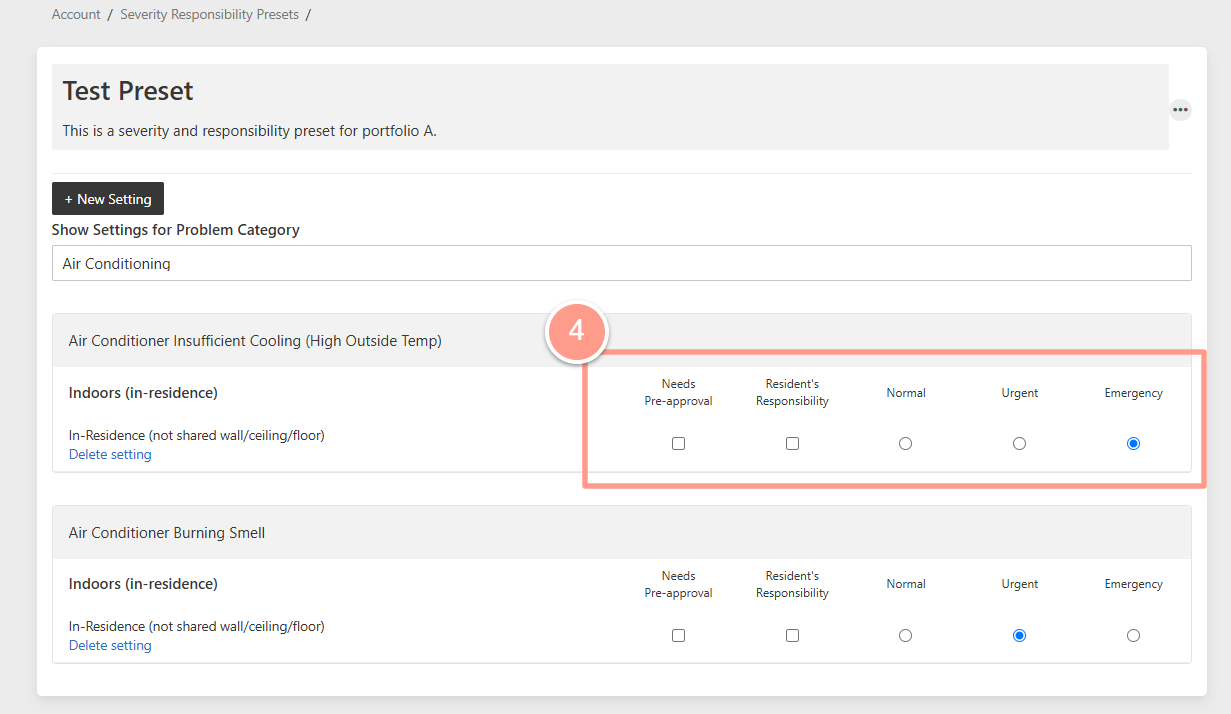 Account / Severity Responsibility Presets /
Test Preset
This is a severity and responsibility preset for portfolio A.
+ New Setting
Show Settings for Problem Category
Air Conditioning
4
Air Conditioner Insufficient Cooling (High Outside Temp)
Indoors (in-residence)
Needs
Pre-approval
Resident's
Responsibility
Normal
Urgent
Emergency
In-Residence (not shared wall/ceiling/floor)
Delete setting
Air Conditioner Burning Smell
Indoors (in-residence)
Needs
Pre-approval
Resident's
Responsibility
Normal
Urgent
Emergency
In-Residence (not shared wall/ceiling/floor)
Delete setting